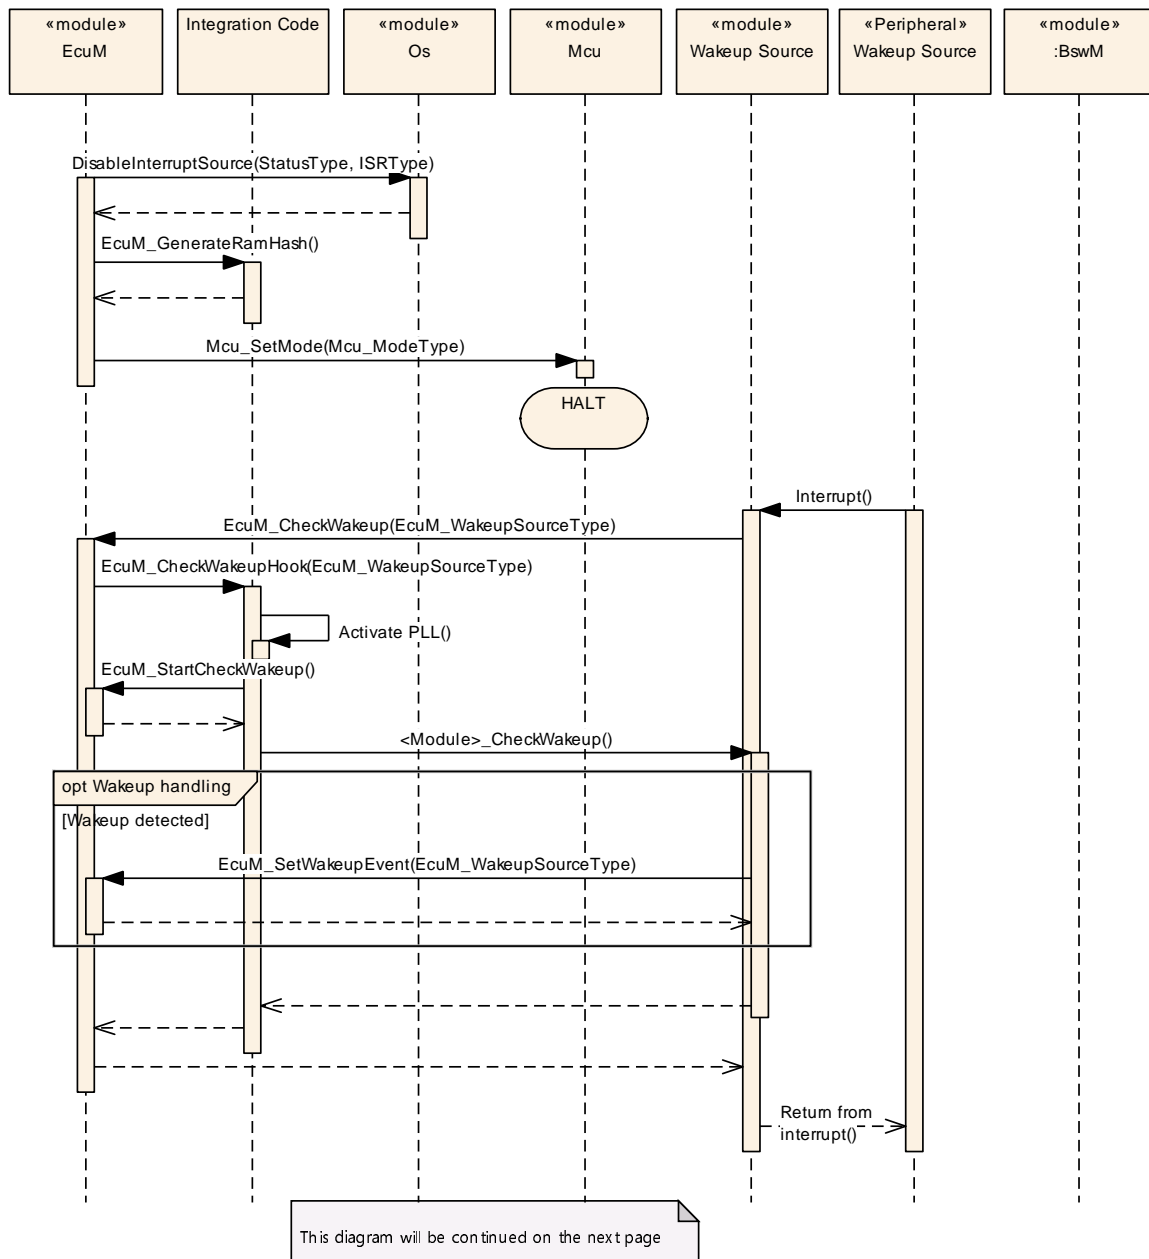 «module»
EcuM
Integration Code
«module»
Os
«module»
Mcu
«module»
Wakeup Source
«Peripheral»
Wakeup Source
«module»
:BswM
DisableInterruptSource(StatusType, ISRType)
EcuM_GenerateRamHash()
Mcu_SetMode(Mcu_ModeType)
HALT
Interrupt()
EcuM_CheckWakeup(EcuM_WakeupSourceType)
EcuM_CheckWakeupHook(EcuM_WakeupSourceType)
Activate PLL()
EcuM_StartCheckWakeup()
<Module>_CheckWakeup()
opt Wakeup handling
[Wakeup detected]
EcuM_SetWakeupEvent(EcuM_WakeupSourceType)
Return from
interrupt()
This diagram will be continued on the next page